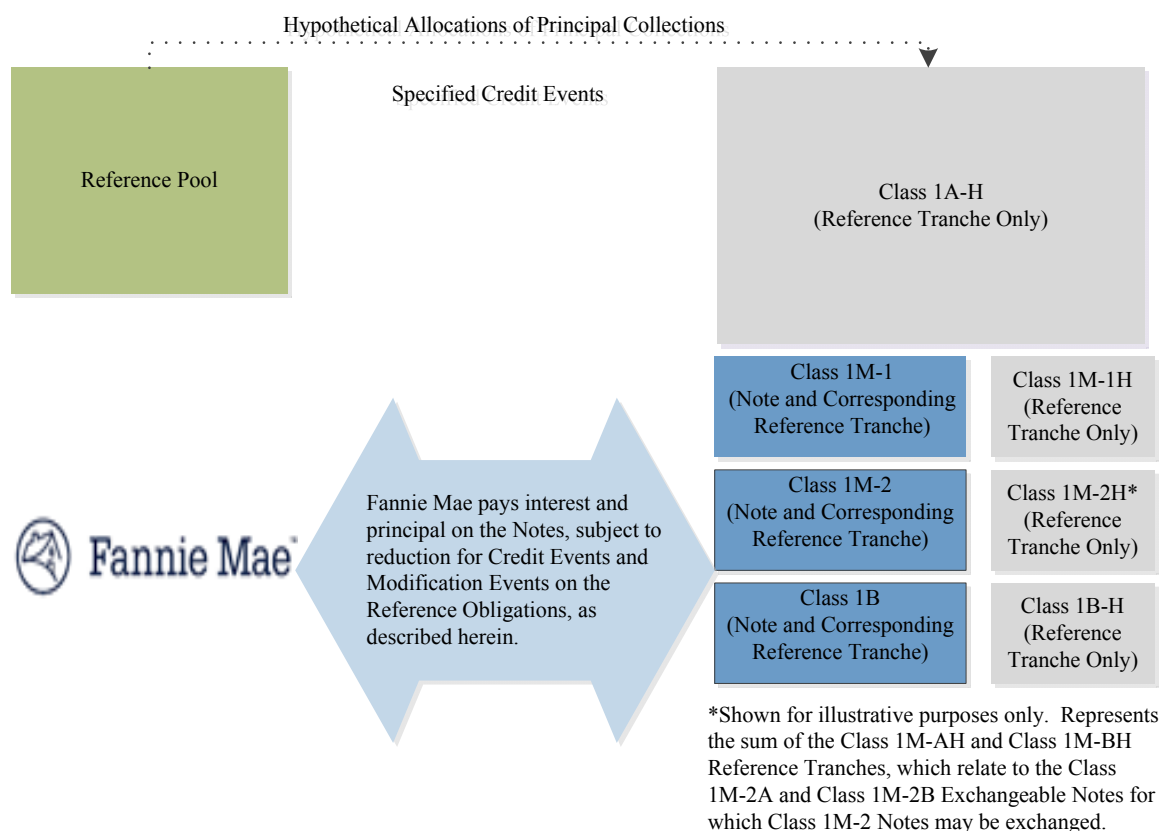 Hypothetical Allocations of Principal Collections
Specified Credit Events
Reference Pool
Class 1A-H
(Reference Tranche Only)
Class 1M-1
(Note and Corresponding
Reference Tranche)
Class 1M-1H
(Reference
Tranche Only)
Class 1M-2
(Note and Corresponding
Reference Tranche)
Class 1M-2H*
(Reference
Tranche Only)
Fannie Mae™
Fannie Mae pays interest and
principal on the Notes, subject to
reduction for Credit Events and
Modification Events on the
Reference Obligations, as
described herein.
Class 1B
(Note and Corresponding
Reference Tranche)
Class 1B-H
(Reference
Tranche Only)
*Shown for illustrative purposes only.  Represents
the sum of the Class 1M-AH and Class 1M-BH
Reference Tranches, which relate to the Class
1M-2A and Class 1M-2B Exchangeable Notes for
which Class 1M-2 Notes may be exchanged.